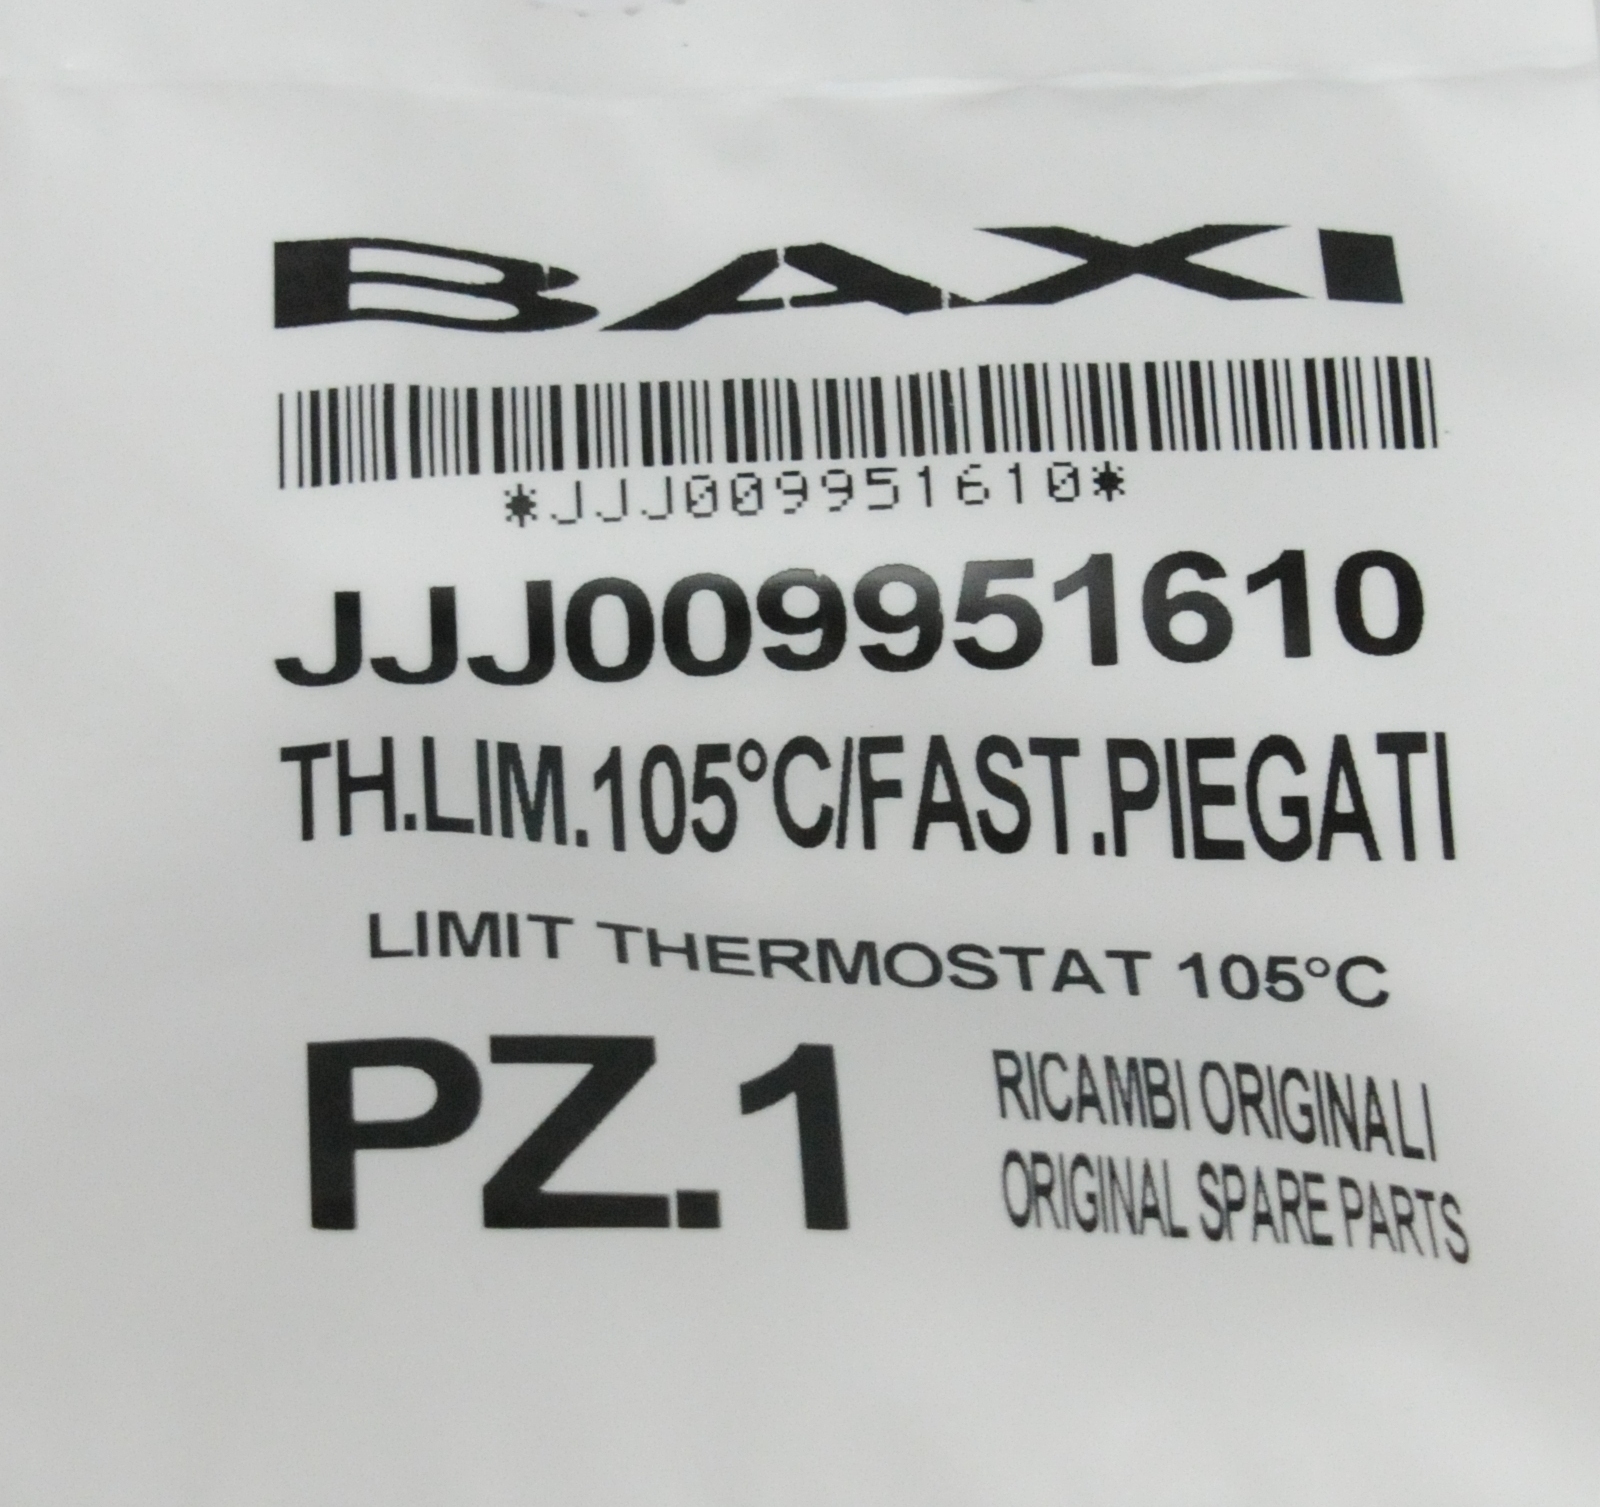 BAXI
*JJJ009951610*
JJJ009951610
TH.LIM.105°C/FAST.PIEGATI
LIMIT THERMOSTAT 105°C
PZ.1
RICAMBI ORIGINALI
ORIGINAL SPARE PARTS